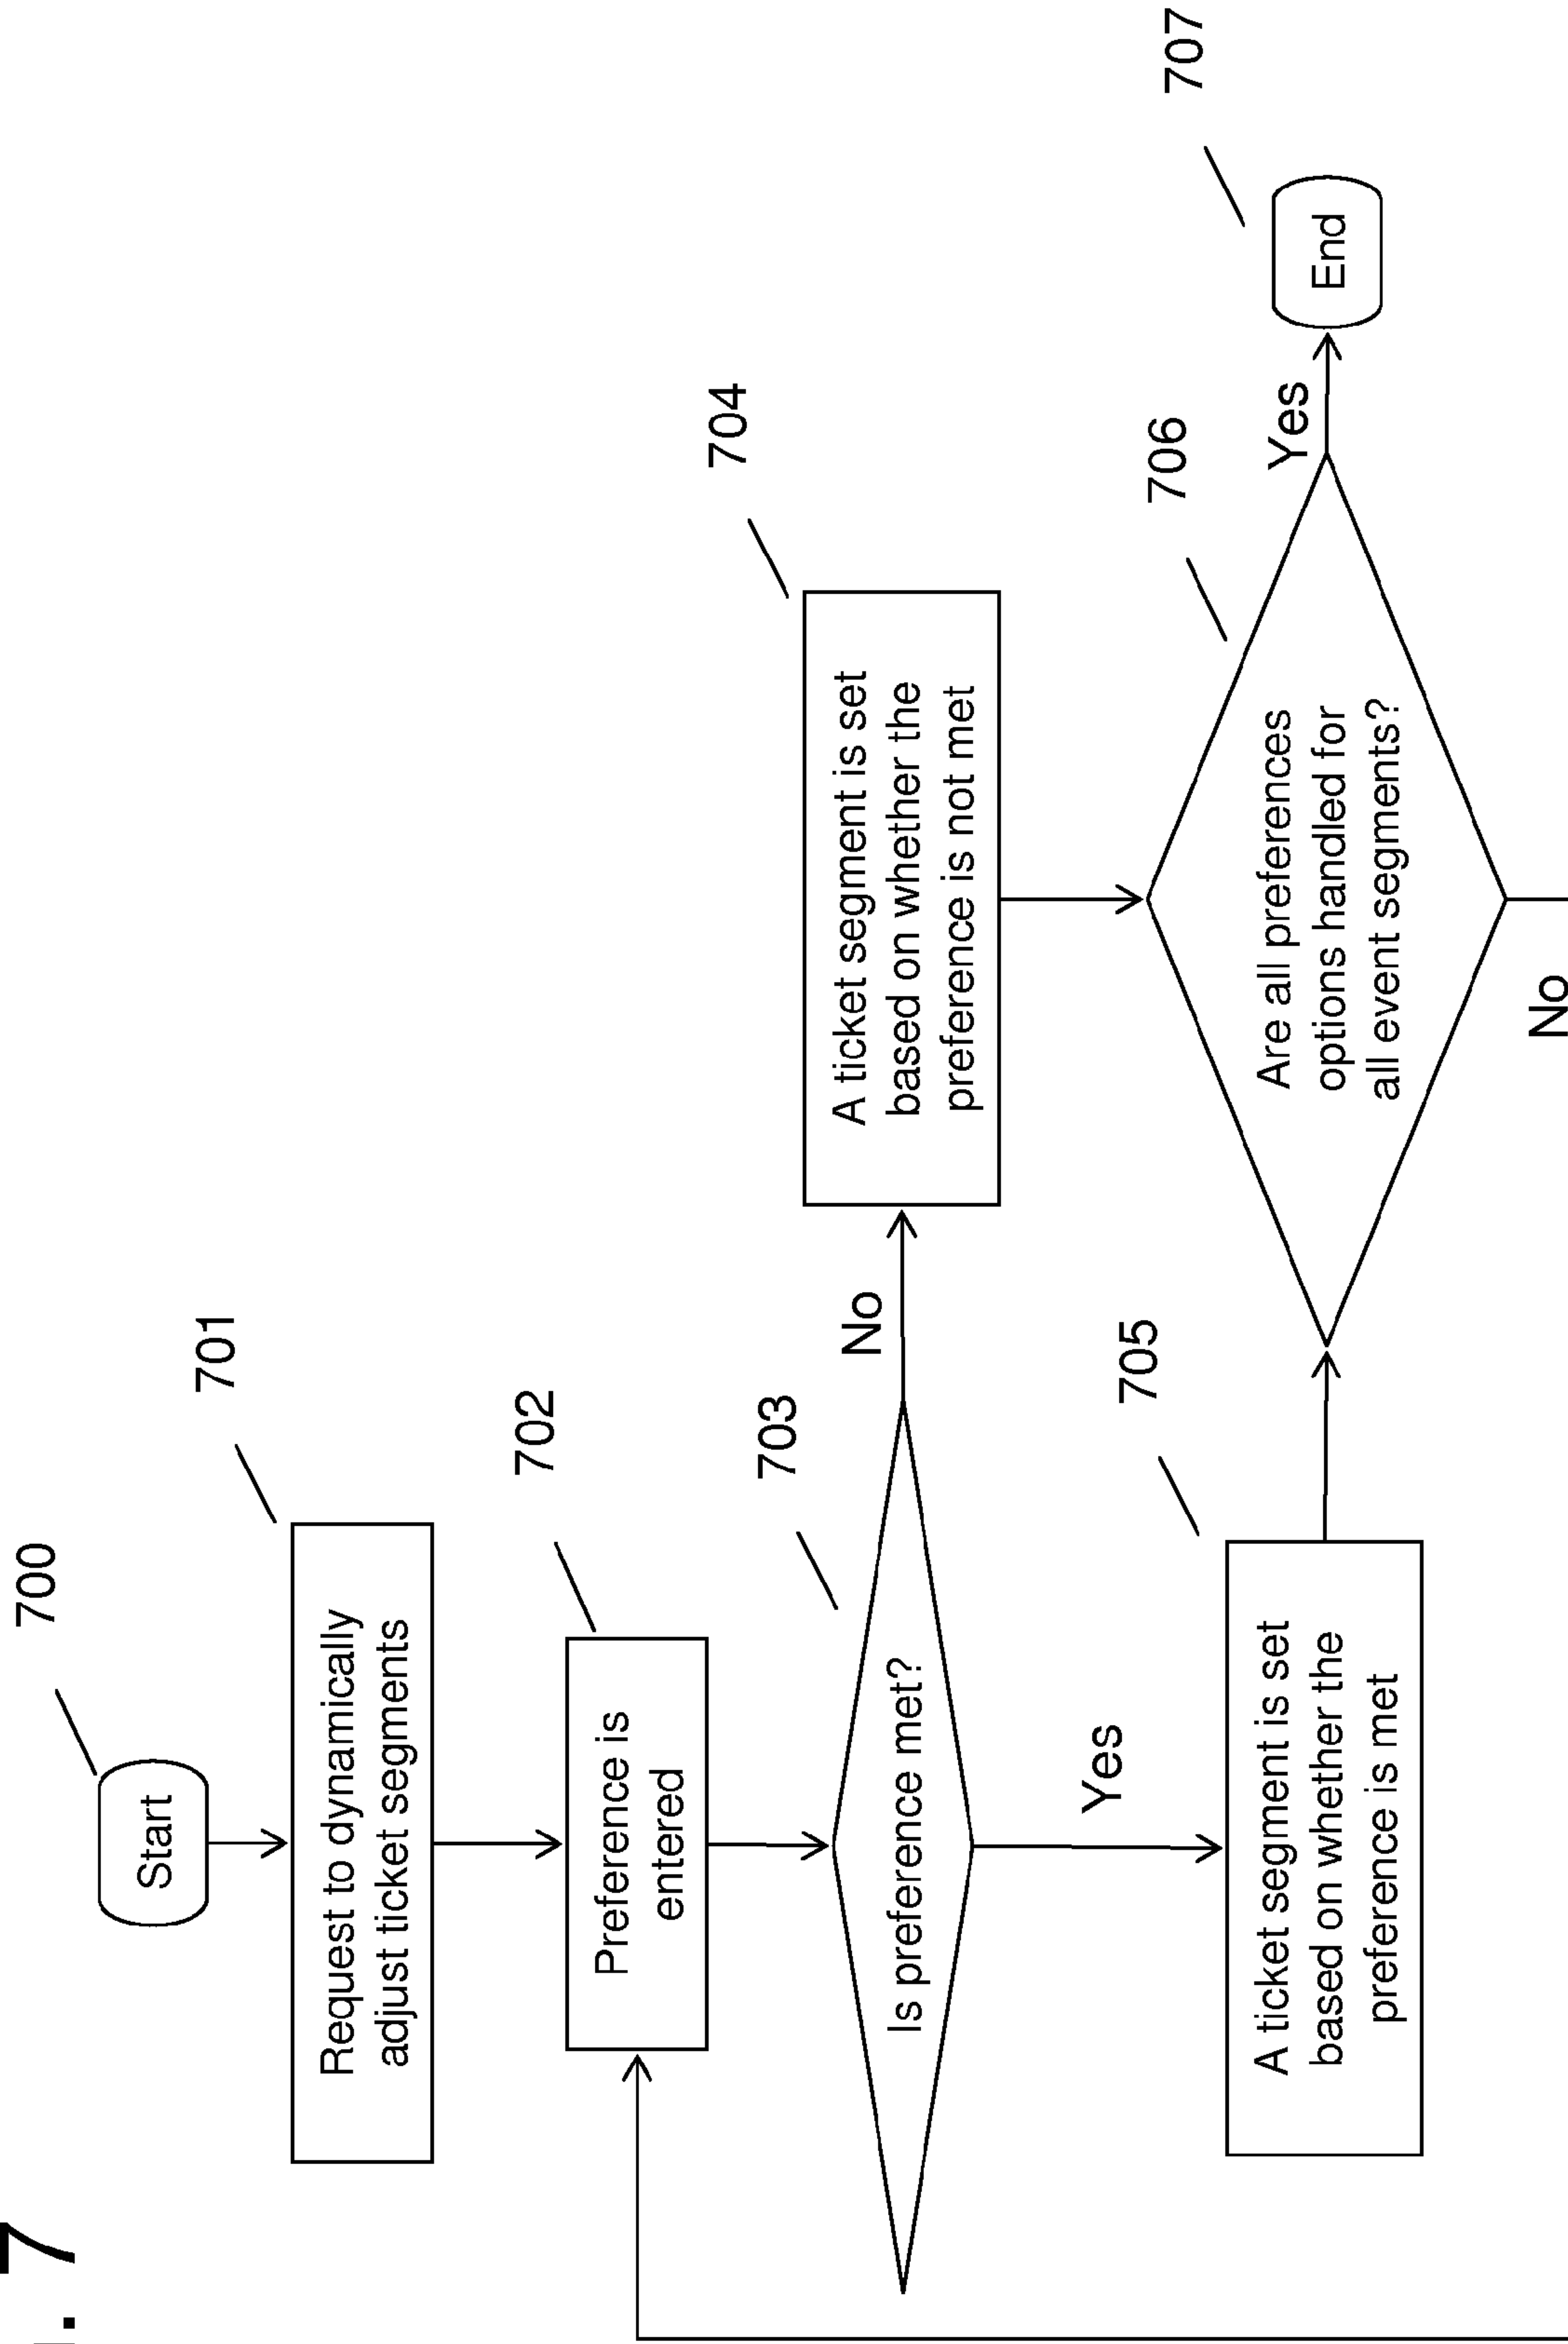 . 7
700
Start
701
Request to dynamically
adjust ticket segments
702
Preference is
entered
703
Is preference met?
No
704
A ticket segment is set
based on whether the
preference is not met
Yes
705
A ticket segment is set
based on whether the
preference is met
706
Are all preferences
options handled for
all event segments?
Yes
707
End
No